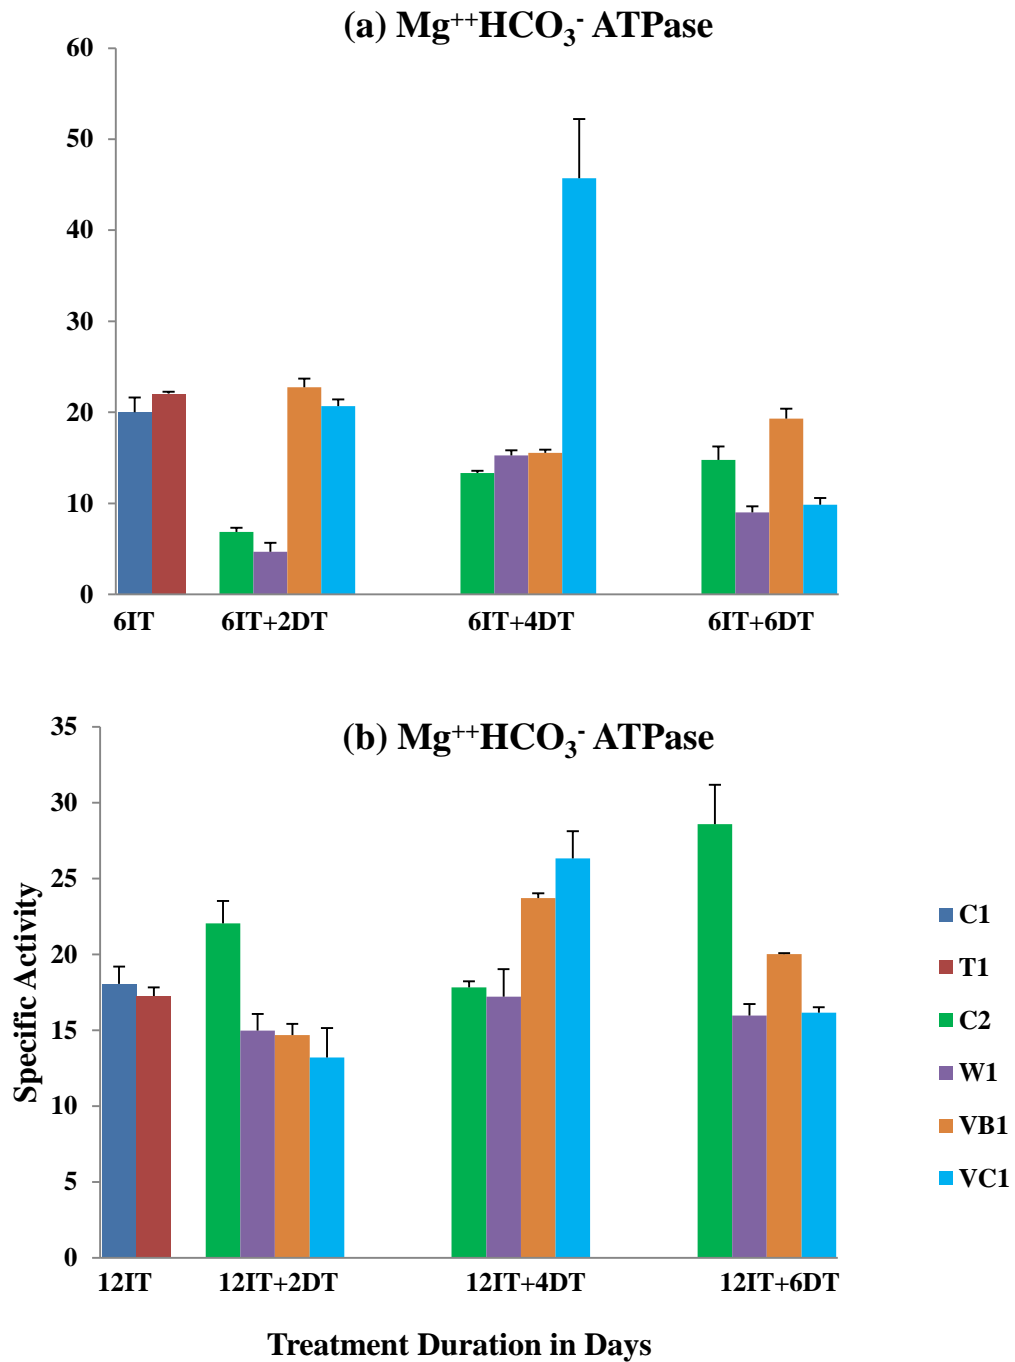 (a) Mg⁺⁺HCO₃⁻ ATPase
60
50
40
30
20
10
0
6IT 6IT+2DT 6IT+4DT 6IT+6DT
(b) Mg⁺⁺HCO₃⁻ ATPase
35
30
25
20
15
10
5
0
Specific Activity
12IT 12IT+2DT 12IT+4DT 12IT+6DT
Treatment Duration in Days
C1
T1
C2
W1
VB1
VC1